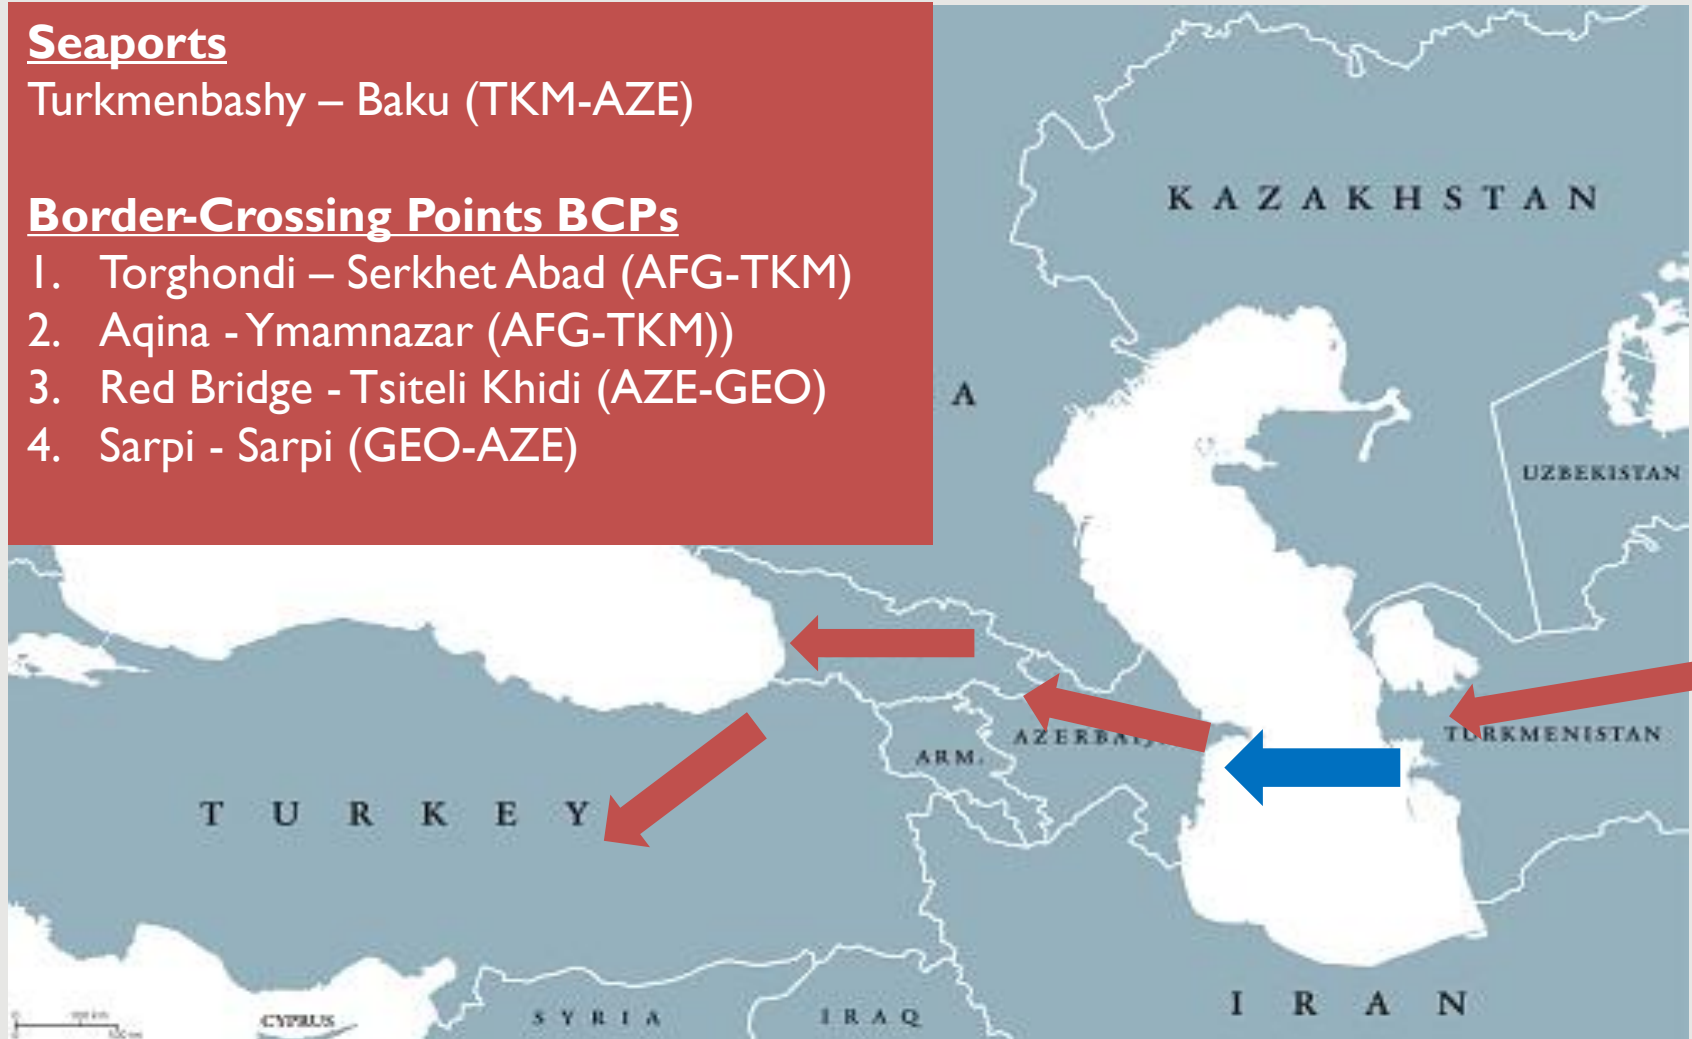 Seaports
Turkmenbashy – Baku (TKM-AZE)
Border-Crossing Points BCPs
1. Torghondi – Serkhet Abad (AFG-TKM)
2. Aqina - Ymamnazar (AFG-TKM))
3. Red Bridge - Tsiteli Khidi (AZE-GEO)
4. Sarpi - Sarpi (GEO-AZE)
KAZAKHSTAN
A
UZBEKISTAN
TURKMENISTAN
ARM.
TURKEY
IRAN
CYPRUS
SYRIA
IRAQ